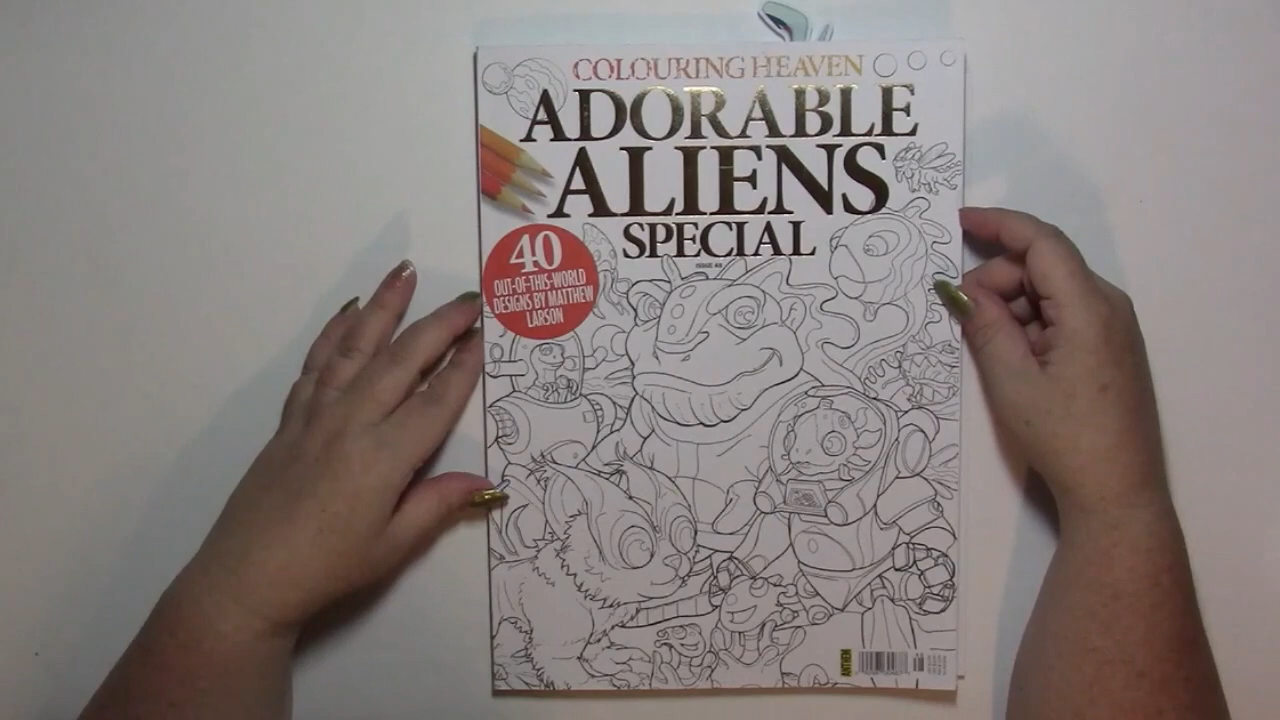 COLOURING HEAVEN
ADORABLE
ALIENS
SPECIAL
40
OUT-OF-THIS-WORLD
DESIGNS BY MATTHEW
LARSON